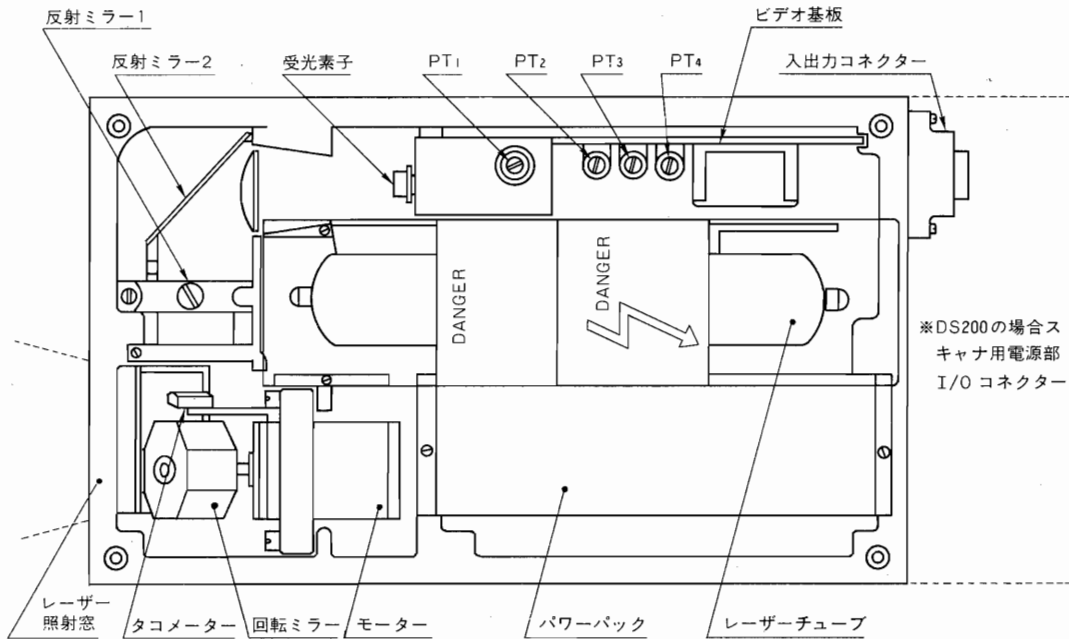 反射ミラー1
ビデオ基板
反射ミラー2
受光素子
PT1
PT2
PT3
PT4
入出力コネクター
DANGER
DANGER
※DS200の場合ス
キャナ用電源部
I/O コネクター
レーザー
照射窓
タコメーター
回転ミラー
モーター
パワーパック
レーザーチューブ